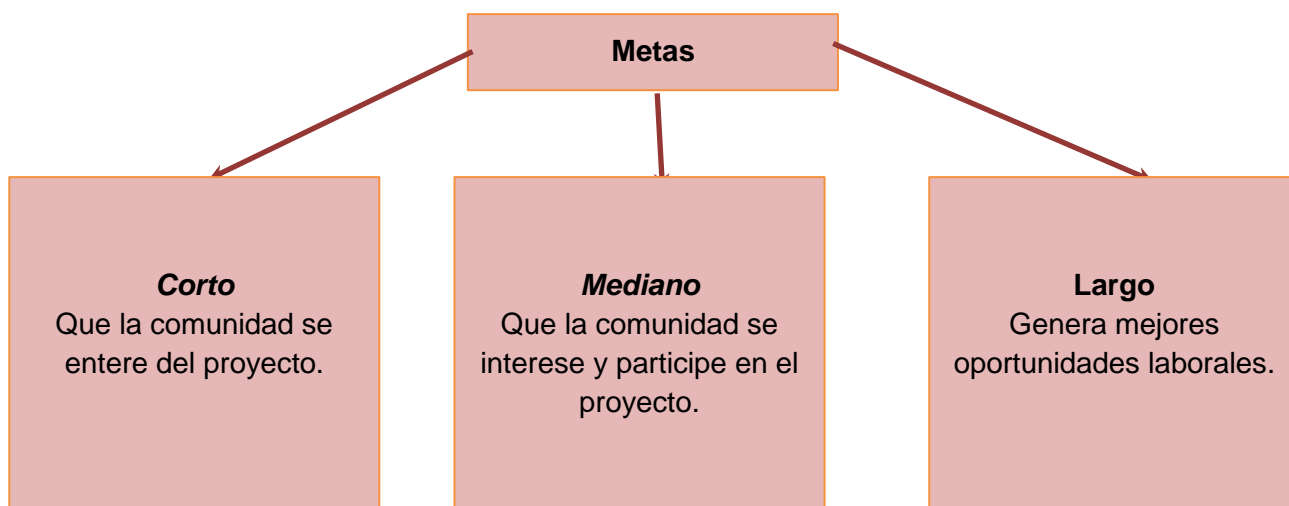 Metas
Corto
Que la comunidad se
entere del proyecto.
Mediano
Que la comunidad se
interese y participe en el
proyecto.
Largo
Genera mejores
oportunidades laborales.